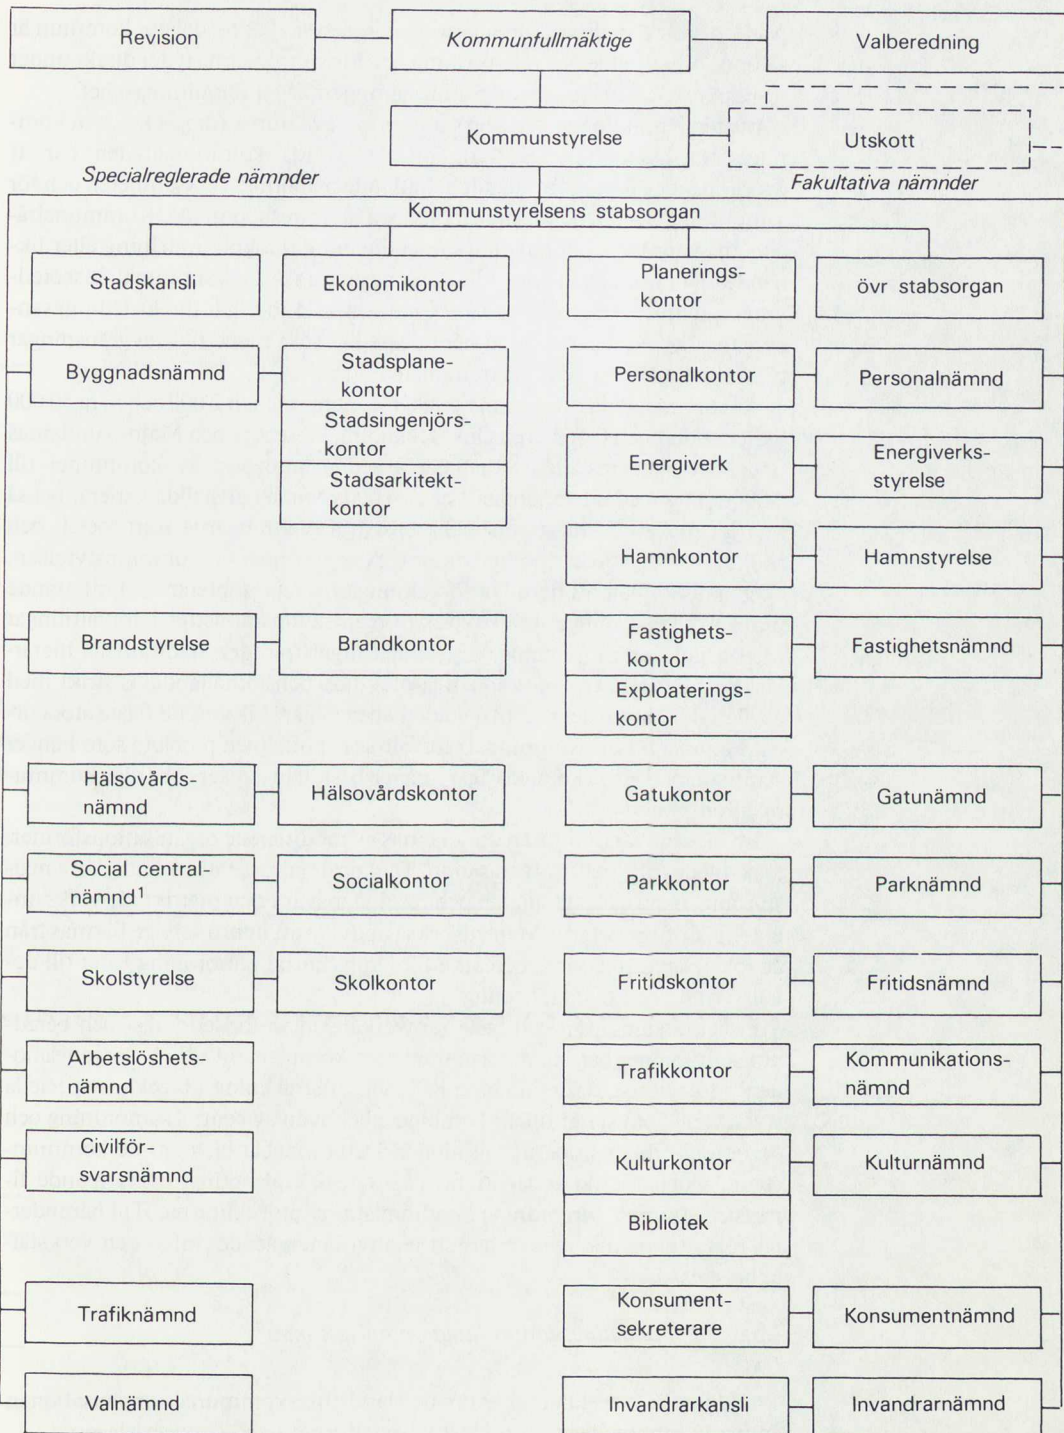 Revision
Kommunfullmäktige
Valberedning
Kommunstyrelse
Utskott
Specialreglerade nämnder
Fakultativa nämnder
Kommunstyrelsens stabsorgan
Stadskansli
Ekonomikontor
Planerings-
kontor
övr stabsorgan
Byggnadsnämnd
Stadsplane-
kontor
Stadsingenjörs-
kontor
Stadsarkitekt-
kontor
Personalkontor
Personalnämnd
Energiverk
Energiverks-
styrelse
Hamnkontor
Hamnstyrelse
Brandstyrelse
Brandkontor
Fastighets-
kontor
Exploaterings-
kontor
Fastighetsnämnd
Hälsovårds-
nämnd
Hälsovårdskontor
Gatukontor
Gatunämnd
Social central-
nämnd¹
Socialkontor
Parkkontor
Parknämnd
Skolstyrelse
Skolkontor
Fritidskontor
Fritidsnämnd
Arbetslöshets-
nämnd
Trafikkontor
Kommunikations-
nämnd
Civilför-
svarsnämnd
Kulturkontor
Bibliotek
Kulturnämnd
Trafiknämnd
Konsument-
sekreterare
Konsumentnämnd
Valnämnd
Invandrarkansli
Invandrarnämnd